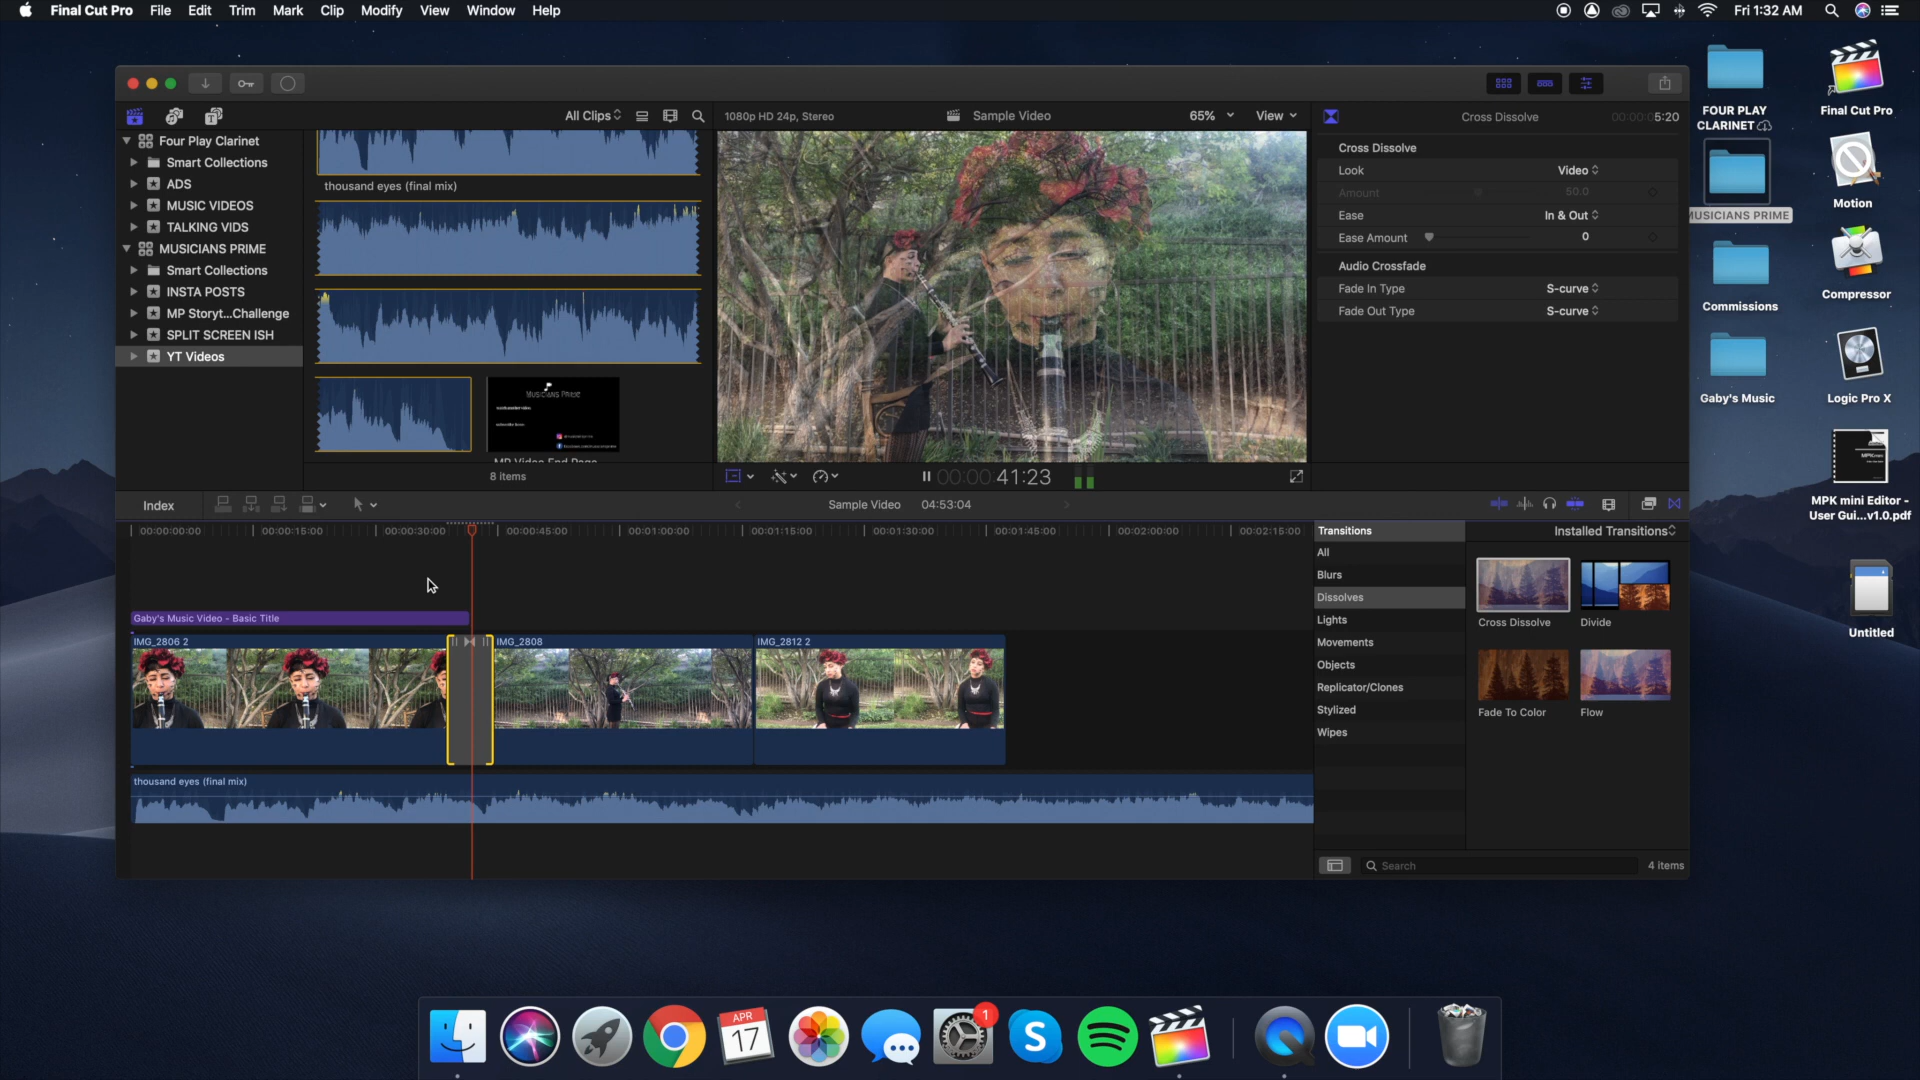 Final Cut Pro File Edit Trim Mark Clip Modify View Window Help
Fri 1:32 AM
All Clips
1080p HD 24p, Stereo
Sample Video
65%
View
Cross Dissolve
5:20
Four Play Clarinet
Smart Collections
ADS
MUSIC VIDEOS
TALKING VIDS
MUSICIANS PRIME
Smart Collections
INSTA POSTS
MP Storyt...Challenge
SPLIT SCREEN ISH
YT Videos
thousand eyes (final mix)
MUSICIANS PRIME
8 items
00:00:00:41:23
Cross Dissolve
Look Video
Amount 50.0
Ease In & Out
Ease Amount 0
Audio Crossfade
Fade In Type S-curve
Fade Out Type S-curve
Index
Sample Video 04:53:04
00:00:00:00 00:00:15:00 00:00:30:00 00:00:45:00 00:01:00:00 00:01:15:00 00:01:30:00 00:01:45:00 00:02:00:00 00:02:15:00
Gaby's Music Video - Basic Title
IMG_2806 2
IMG_2808
IMG_2812 2
thousand eyes (final mix)
Transitions
All
Blurs
Dissolves
Lights
Movements
Objects
Replicator/Clones
Stylized
Wipes
Installed Transitions
Cross Dissolve
Divide
Fade To Color
Flow
Search
4 items
FOUR PLAY
CLARINET
Final Cut Pro
MUSICIANS PRIME
Motion
Commissions
Compressor
Gaby's Music
Logic Pro X
MPK mini Editor -
User Gui...v1.0.pdf
Untitled
APR
17
1